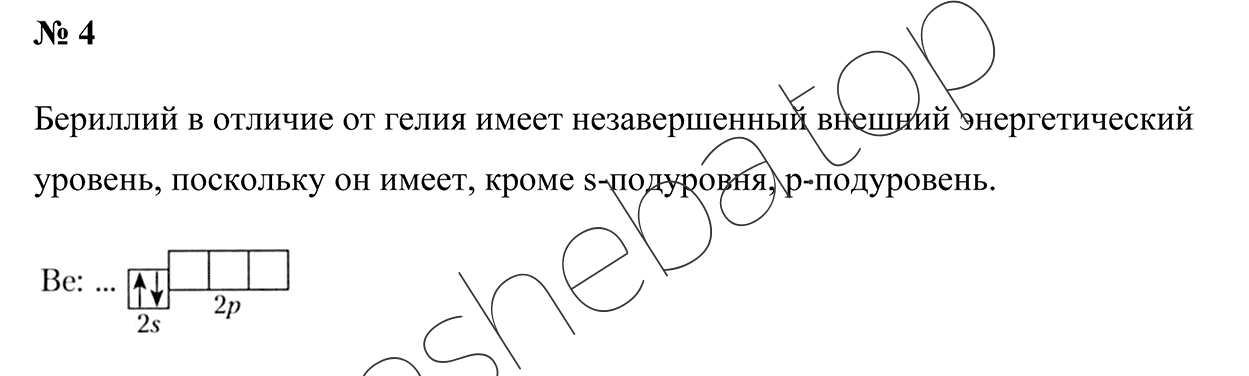 № 4
Бериллий в отличие от гелия имеет незавершенный внешний энергетический
уровень, поскольку он имеет, кроме s-подуровня, p-подуровень.
Be: ...
2s
2p
eshebatop